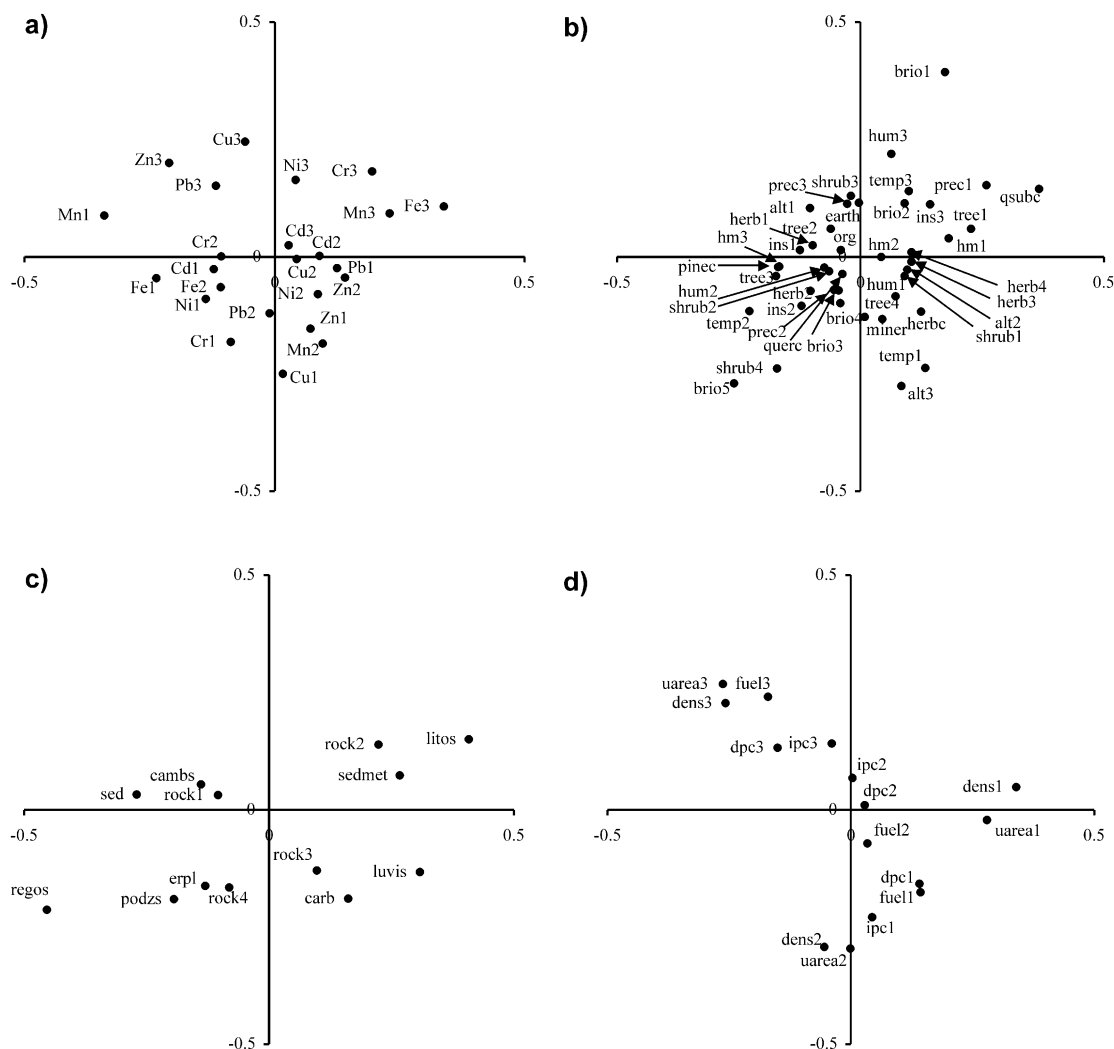 a)
0.5
Cu3
Zn3
Ni3
Cr3
Pb3
Fe3
Mn1
Mn3
Cd3
Cr2
Cd2
0
-0.5
0
0.5
Cd1
Cu2
Pb1
Fe1
Fe2
Zn2
Ni1
Ni2
Pb2
Zn1
Cr1
Mn2
Cu1
-0.5
b)
0.5
brio1
hum3
shrub3
temp3
prec3
prec1
qsubc
alt1
earth
brio2
ins3
herb1
tree2
tree1
hm3
ins1
org
hm2
hm1
0
-0.5
0
0.5
pinec
tree3
hum2
herb2
hum1
herb4
shrub2
ins2
tree4
herb3
temp2
prec2
brio4
miner
herbc
alt2
querc
brio3
shrub1
temp1
shrub4
brio5
alt3
-0.5
c)
0.5
rock2
litos
sedmet
cambs
sed
rock1
0
-0.5
0
0.5
rock3
luvis
erpl
regos
podzs
rock4
carb
-0.5
d)
0.5
uarea3
fuel3
dens3
dpc3
ipc3
ipc2
dens1
dpc2
0
-0.5
0
0.5
fuel2
uarea1
dpc1
fuel1
ipc1
dens2
uarea2
-0.5